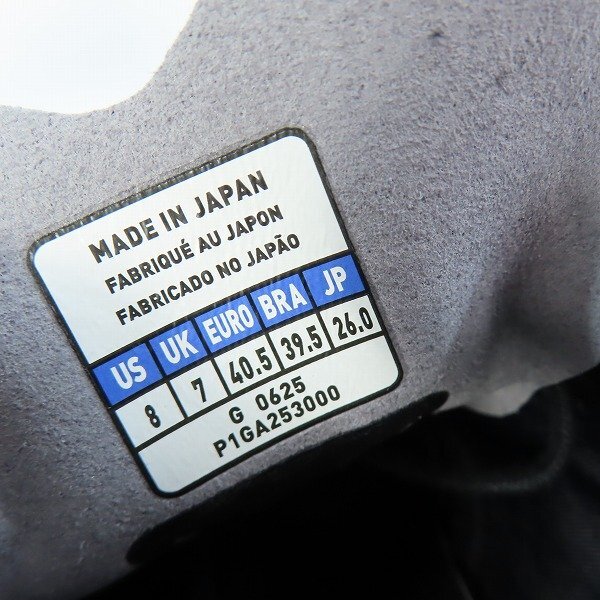 MADE IN JAPAN
FABRIQUÉ AU JAPON
FABRICADO NO JAPÃO
US UK EURO BRA JP
8 7 40.5 39.5 26.0
G 0625
P1GA253000